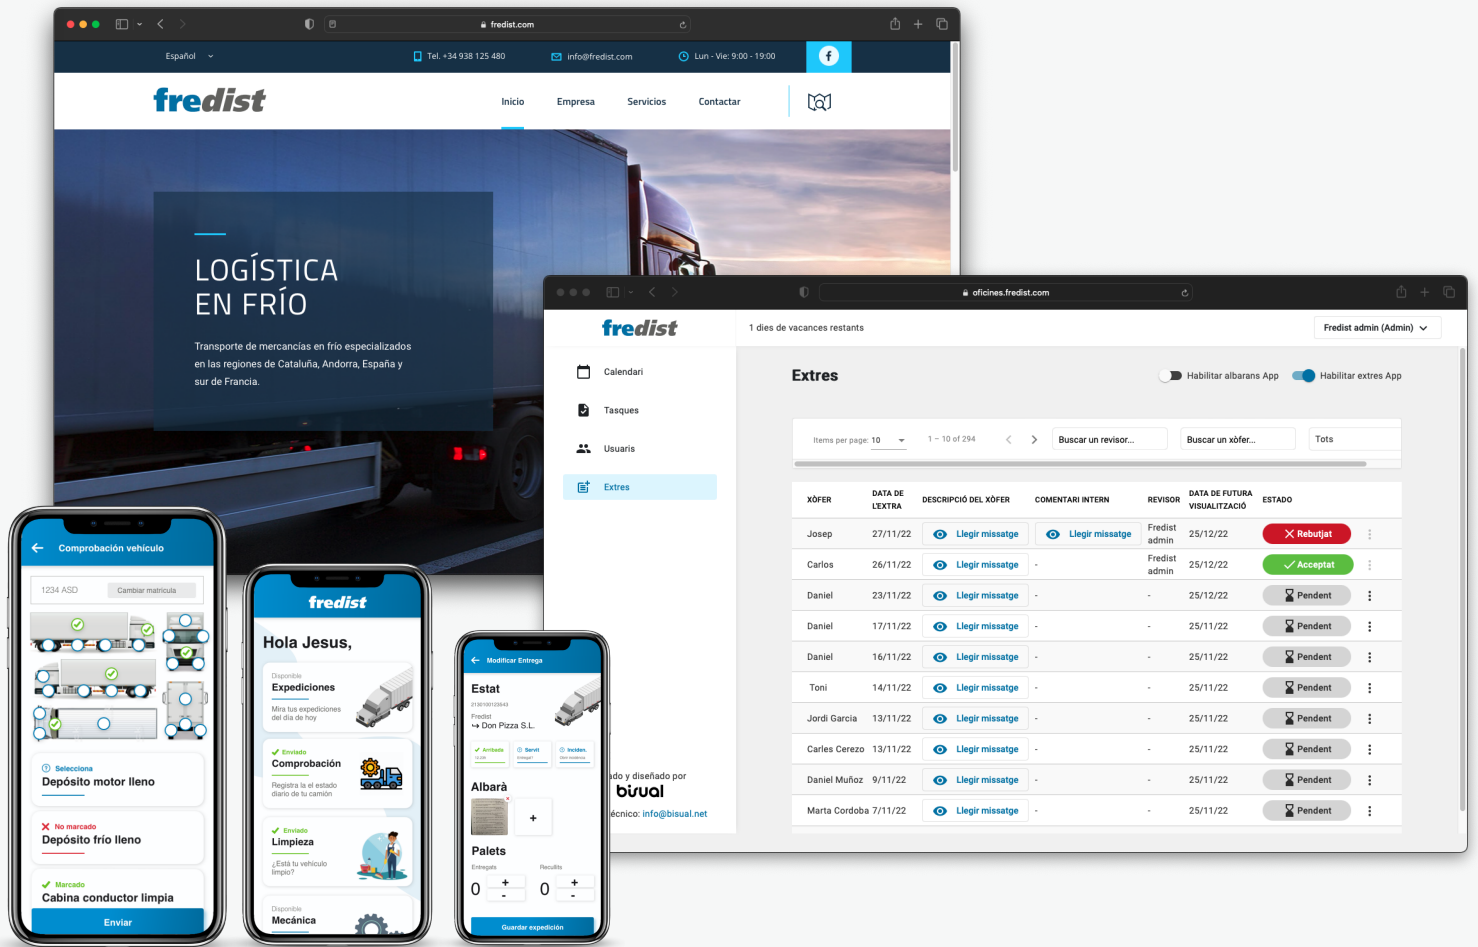 fredist.com
Español
Tel. +34 938 125 480
info@fredist.com
Lun - Vie: 9:00 - 19:00
fredist
Inicio
Empresa
Servicios
Contactar
LOGÍSTICA
EN FRÍO
Transporte de mercancías en frío especializados
en las regiones de Cataluña, Andorra, España y
sur de Francia.
oficines.fredist.com
fredist
1 dies de vacances restants
Fredist admin (Admin)
Calendari
Tasques
Usuaris
Extres
ado y diseñado por
bisual
écnico: info@bisual.net
Extres
Habilitar albarans App
Habilitar extres App
Items per page: 10
1 – 10 of 294
Buscar un revisor...
Buscar un xòfer...
Tots
XÒFER DATA DE L'EXTRA DESCRIPCIÓ DEL XÒFER COMENTARI INTERN REVISOR DATA DE FUTURA VISUALITZACIÓ ESTADO
Josep 27/11/22 Llegir missatge Llegir missatge Fredist admin 25/12/22 Rebutjat
Carlos 26/11/22 Llegir missatge - Fredist admin 25/12/22 Acceptat
Daniel 23/11/22 Llegir missatge - - 25/12/22 Pendent
Daniel 17/11/22 Llegir missatge - - 25/11/22 Pendent
Daniel 16/11/22 Llegir missatge - - 25/11/22 Pendent
Toni 14/11/22 Llegir missatge - - 25/11/22 Pendent
Jordi Garcia 13/11/22 Llegir missatge - - 25/11/22 Pendent
Carles Cerezo 13/11/22 Llegir missatge - - 25/11/22 Pendent
Daniel Muñoz 9/11/22 Llegir missatge - - 25/11/22 Pendent
Marta Cordoba 7/11/22 Llegir missatge - - 25/11/22 Pendent
Comprobación vehículo
1234 ASD
Cambiar matrícula
Selecciona
Depósito motor lleno
No marcado
Depósito frío lleno
Marcado
Cabina conductor limpia
Enviar
fredist
Hola Jesus,
Disponible
Expediciones
Mira tus expediciones
del día de hoy
Enviado
Comprobación
Registra la el estado
diario de tu camión
Enviado
Limpieza
¿Está tu vehículo
limpio?
Disponible
Mecánica
Modificar Entrega
Estat
2130100123543
Fredist
Don Pizza S.L.
Arribada
Servit
Inciden.
Albarà
+
Palets
Entregats
Recullits
0 + -
0 + -
Guardar expedición